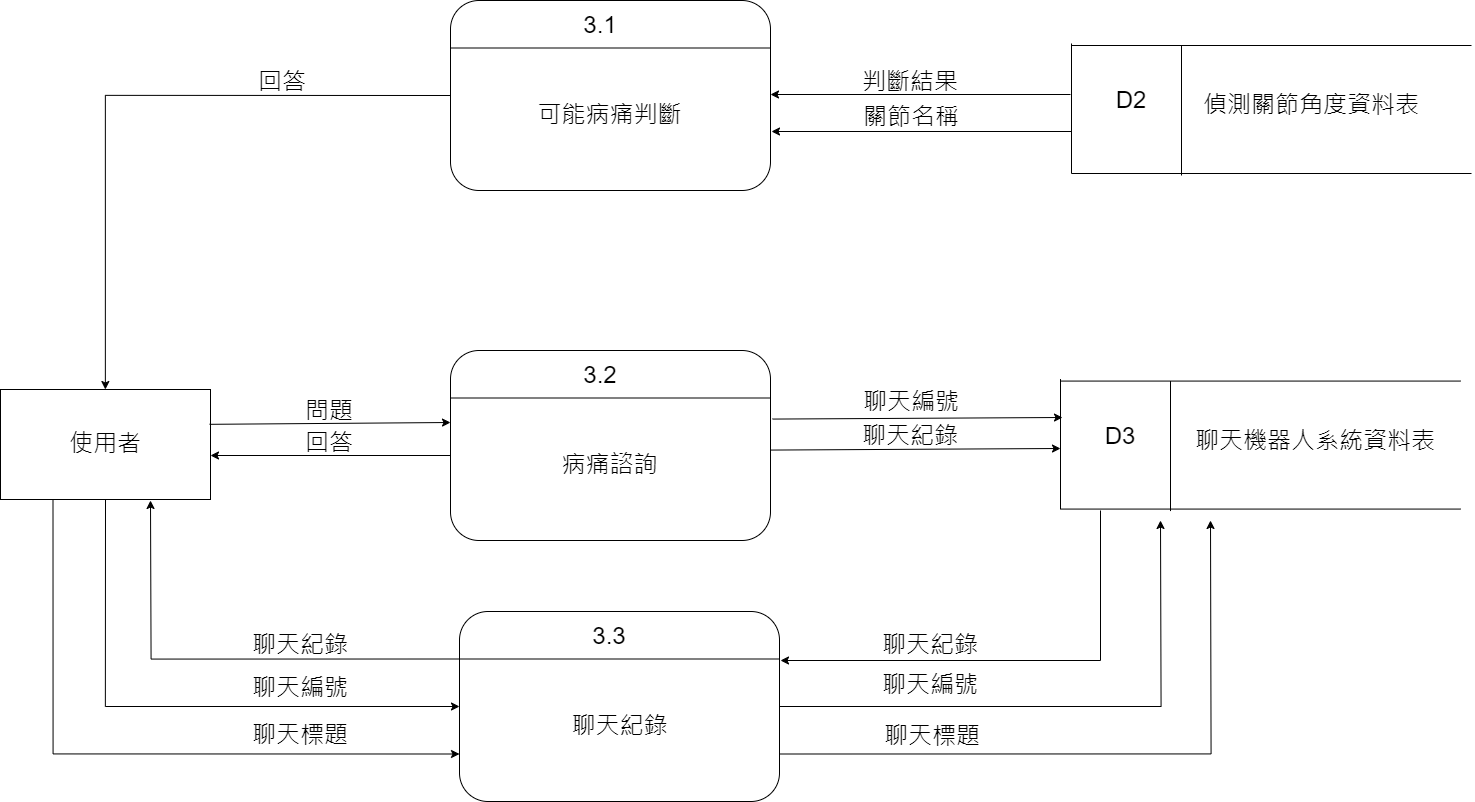 3.1
可能病痛判斷
回答
判斷結果
關節名稱
D2
偵測關節角度資料表
3.2
病痛諮詢
使用者
問題
回答
聊天編號
聊天紀錄
D3
聊天機器人系統資料表
3.3
聊天紀錄
聊天紀錄
聊天編號
聊天標題
聊天紀錄
聊天編號
聊天標題